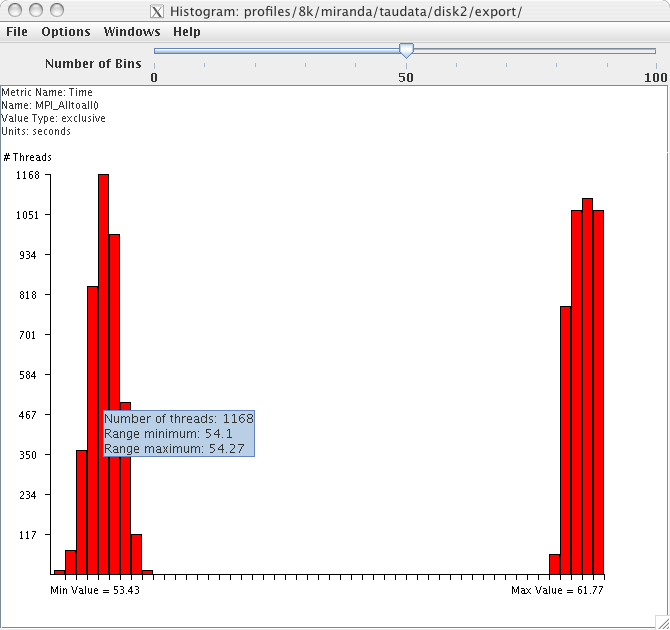 Histogram: profiles/8k/miranda/taudata/disk2/export/
File Options Windows Help
Number of Bins
0 50 100
Metric Name: Time
Name: MPI_Alltoall()
Value Type: exclusive
Units: seconds
# Threads
1168
1051
934
818
701
584
467
350
234
117
Number of threads: 1168
Range minimum: 54.1
Range maximum: 54.27
Min Value = 53.43 Max Value = 61.77